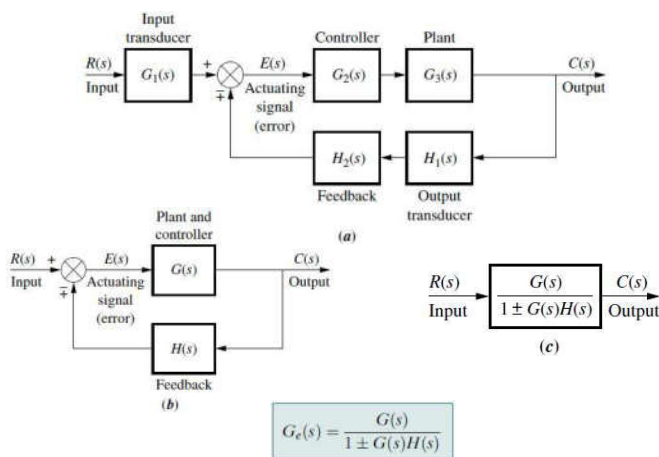 Input
transducer
Controller
Plant
R(s)
G₁(s)
+
E(s)
G₂(s)
G₃(s)
C(s)
Input
∓
Actuating
signal
(error)
Output
H₂(s)
H₁(s)
Feedback
Output
transducer
(a)
Plant and
controller
R(s)
+
E(s)
G(s)
C(s)
Input
∓
Actuating
signal
(error)
Output
H(s)
Feedback
(b)
R(s)
G(s)
1 ± G(s)H(s)
C(s)
Input
Output
(c)
Gₑ(s) = G(s) / 1 ± G(s)H(s)